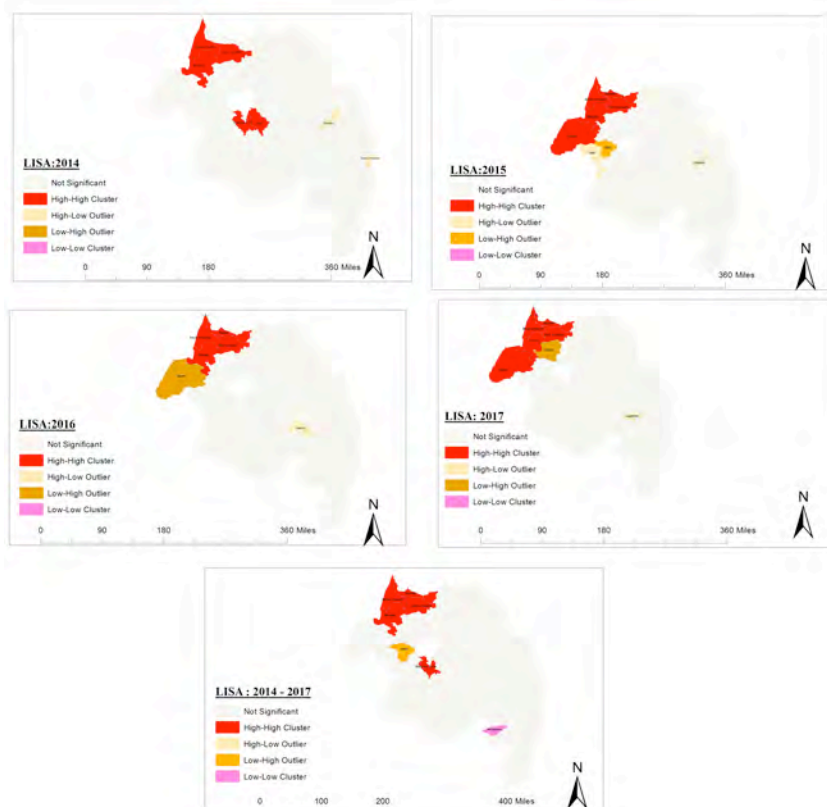 LISA:2014
Not Significant
High-High Cluster
High-Low Outlier
Low-High Outlier
Low-Low Cluster
N
0 90 180 360 Miles
LISA:2015
Not Significant
High-High Cluster
High-Low Outlier
Low-High Outlier
Low-Low Cluster
N
0 90 180 360 Miles
LISA:2016
Not Significant
High-High Cluster
High-Low Outlier
Low-High Outlier
Low-Low Cluster
N
0 90 180 360 Miles
LISA: 2017
Not Significant
High-High Cluster
High-Low Outlier
Low-High Outlier
Low-Low Cluster
N
0 90 180 360 Miles
LISA : 2014 - 2017
Not Significant
High-High Cluster
High-Low Outlier
Low-High Outlier
Low-Low Cluster
N
0 100 200 400 Miles